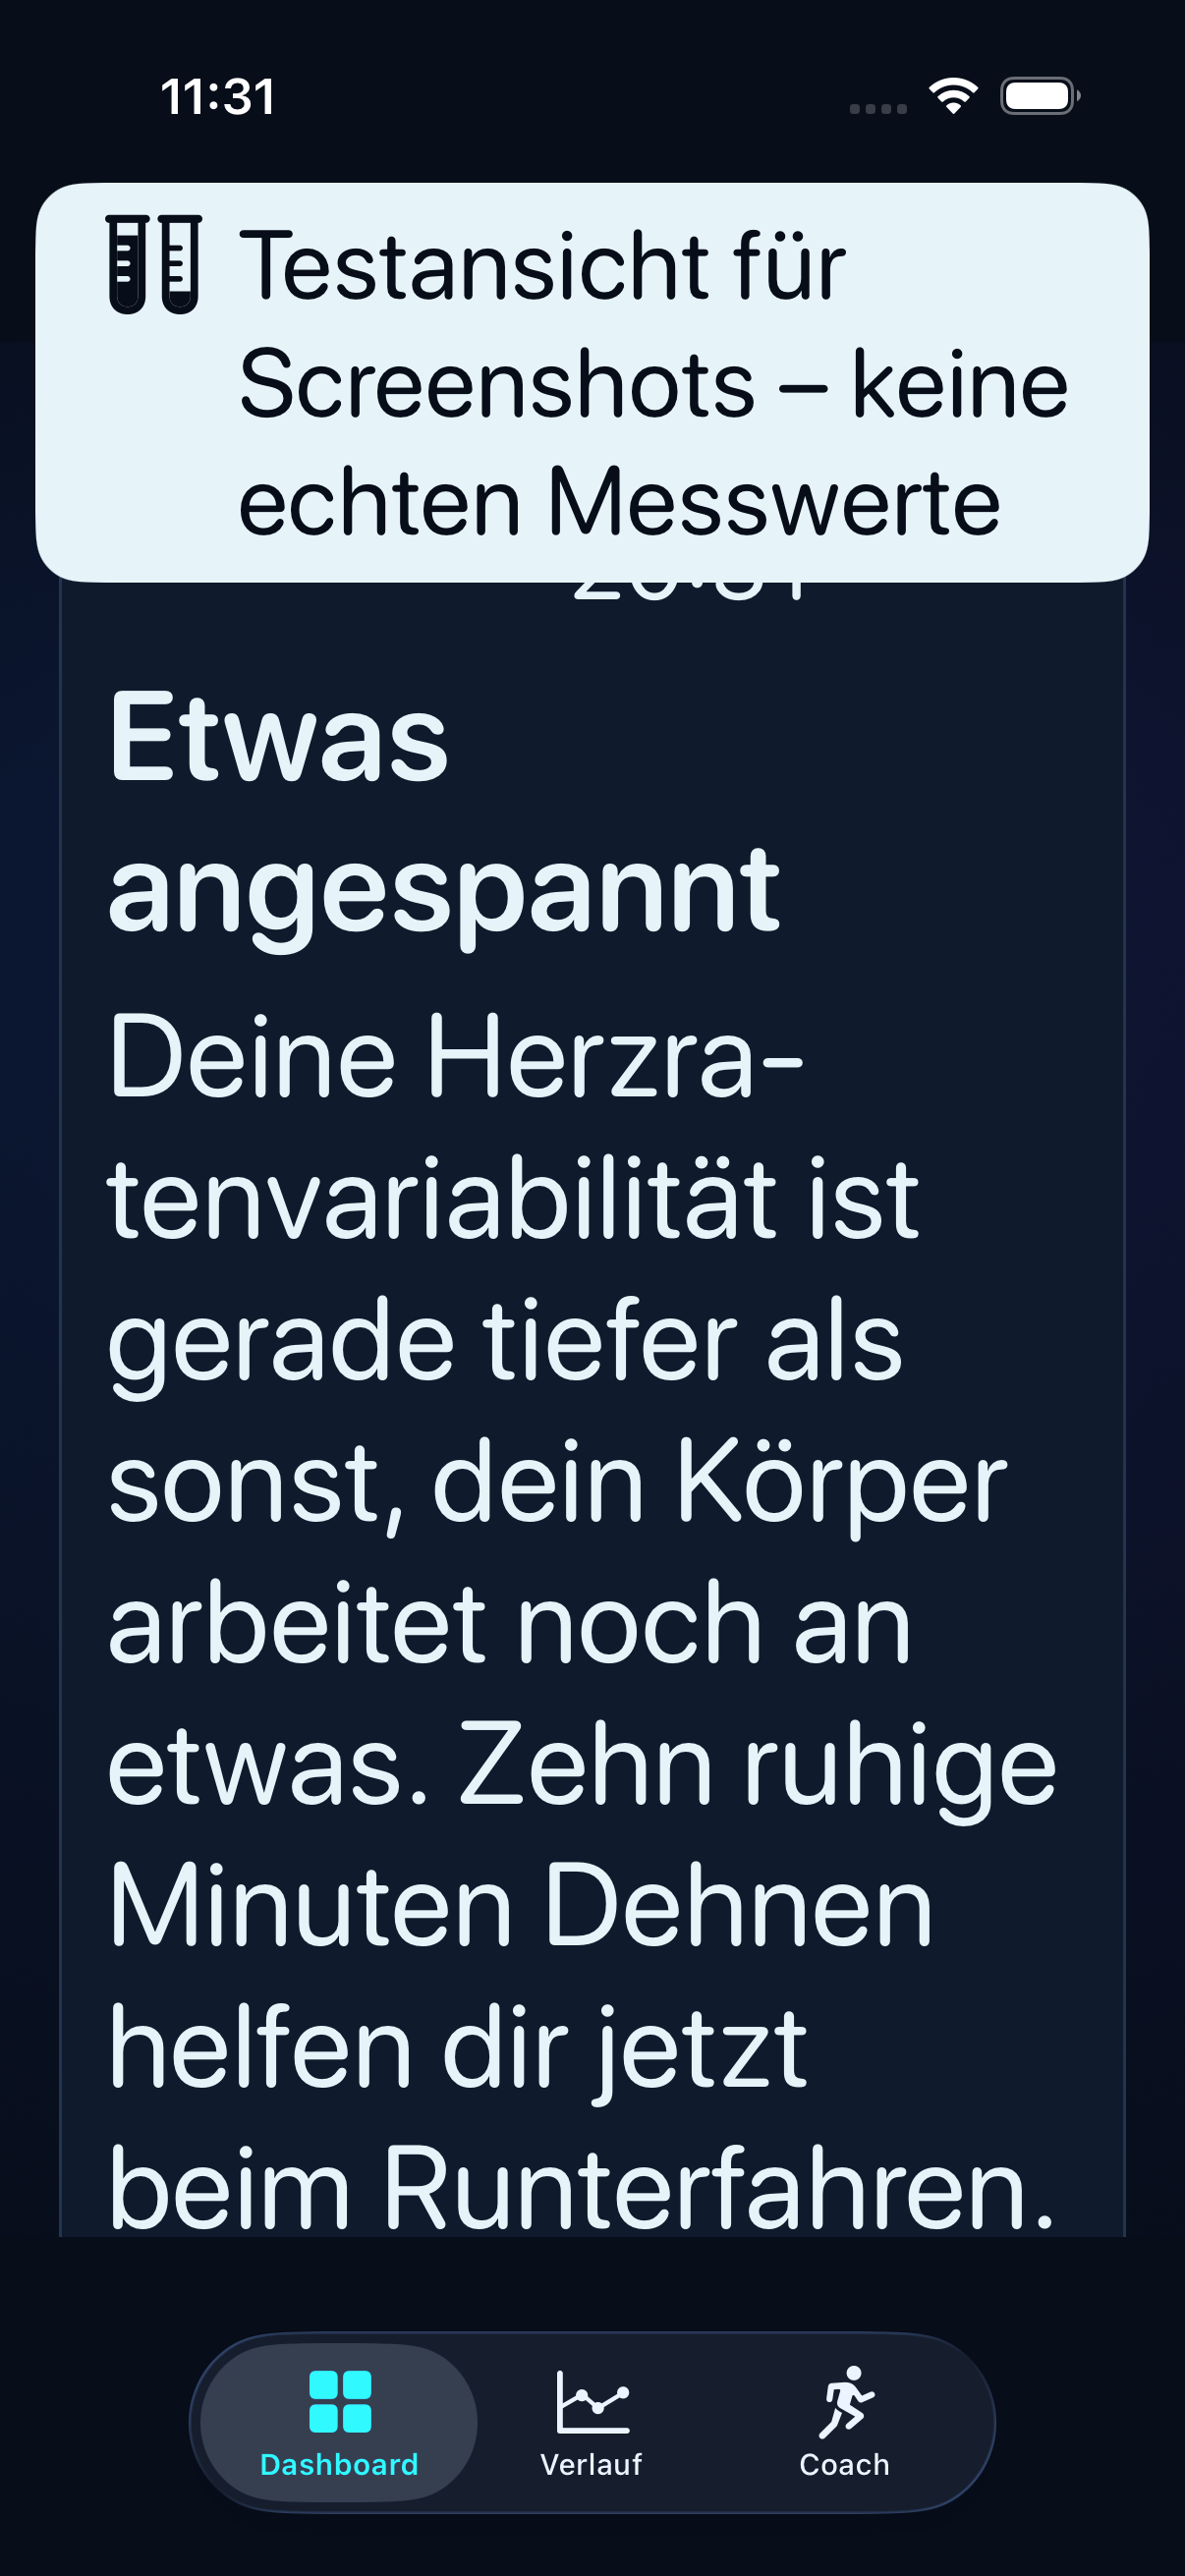 11:31
Testansicht für
Screenshots – keine
echten Messwerte
Etwas
angespannt
Deine Herzra-
tenvariabilität ist
gerade tiefer als
sonst, dein Körper
arbeitet noch an
etwas. Zehn ruhige
Minuten Dehnen
helfen dir jetzt
beim Runterfahren.
Dashboard
Verlauf
Coach